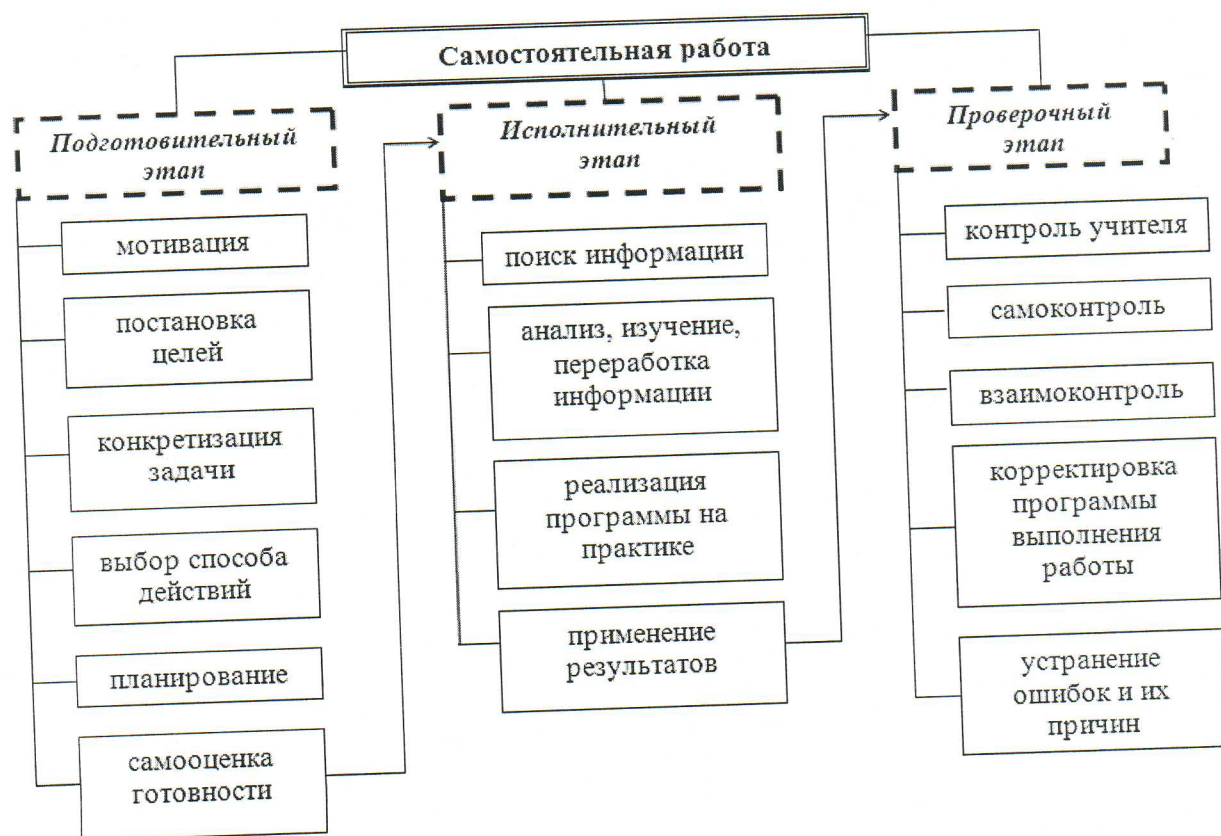 Самостоятельная работа
Подготовительный
этап
мотивация
постановка
целей
конкретизация
задачи
выбор способа
действий
планирование
самооценка
готовности
Исполнительный
этап
поиск информации
анализ, изучение,
переработка
информации
реализация
программы на
практике
применение
результатов
Проверочный
этап
контроль учителя
самоконтроль
взаимоконтроль
корректировка
программы
выполнения
работы
устранение
ошибок и их
причин